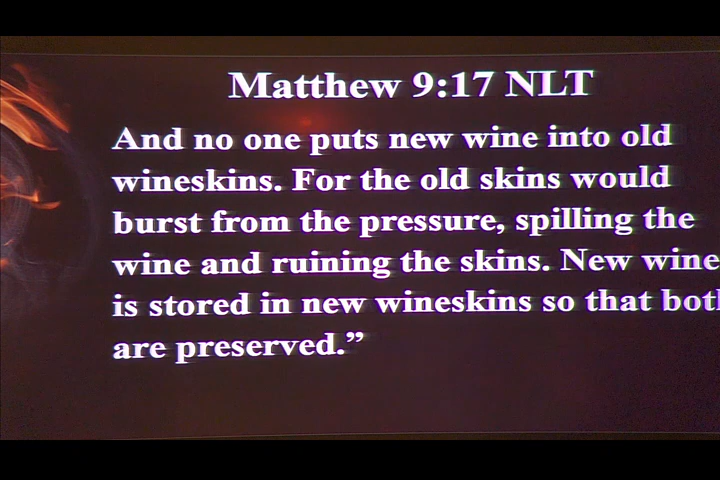 Matthew 9:17 NLT
And no one puts new wine into old
wineskins. For the old skins would
burst from the pressure, spilling the
wine and ruining the skins. New wine
is stored in new wineskins so that both
are preserved.”